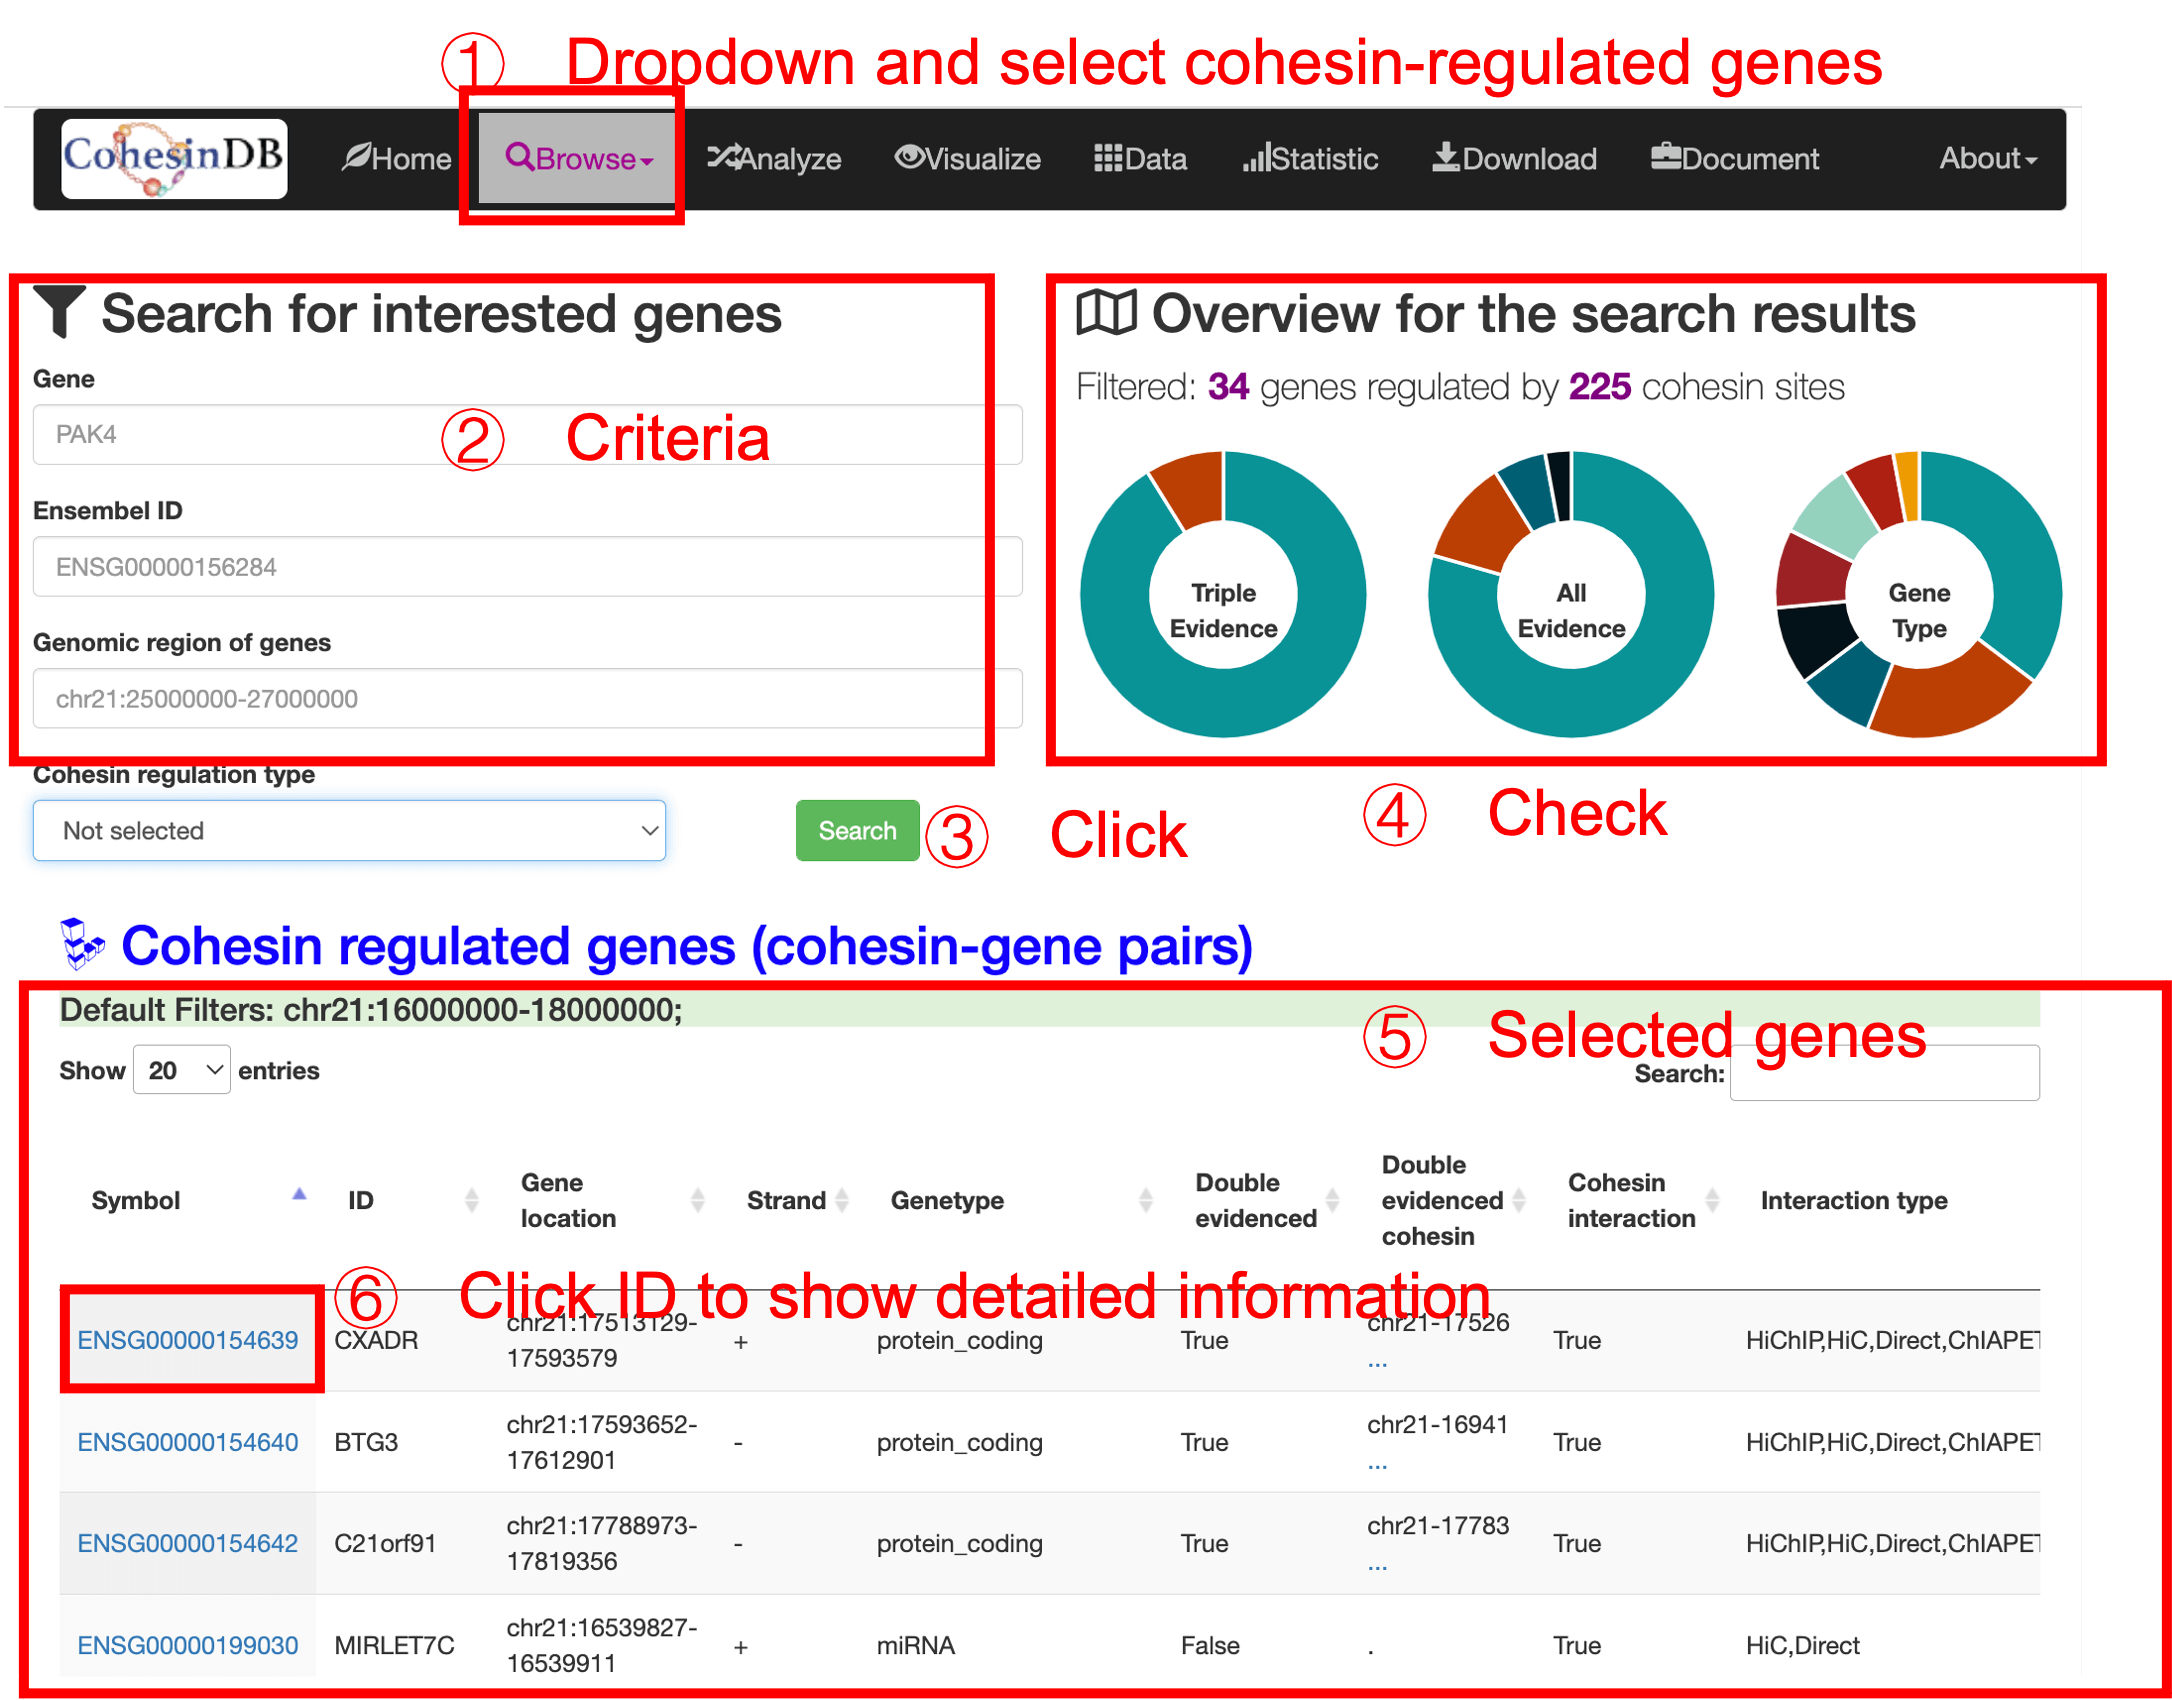 ① Dropdown and select cohesin-regulated genes
CohesinDB Home Browse Analyze Visualize Data Statistic Download Document About
Search for interested genes
Gene
PAK4
② Criteria
Ensembel ID
ENSG00000156284
Genomic region of genes
chr21:25000000-27000000
Cohesin regulation type
Not selected
Search
③ Click
Overview for the search results
Filtered: 34 genes regulated by 225 cohesin sites
Triple Evidence
All Evidence
Gene Type
④ Check
Cohesin regulated genes (cohesin-gene pairs)
Default Filters: chr21:16000000-18000000;
⑤ Selected genes
Show 20 entries
Search:
Symbol ID Gene location Strand Genetype Double evidenced Double evidenced cohesin Cohesin interaction Interaction type
⑥ Click ID to show detailed information
ENSG00000154639 CXADR chr21:17513129-17593579 + protein_coding True chr21-17526 ... True HiChIP,HiC,Direct,ChIAPET
ENSG00000154640 BTG3 chr21:17593652-17612901 - protein_coding True chr21-16941 ... True HiChIP,HiC,Direct,ChIAPET
ENSG00000154642 C21orf91 chr21:17788973-17819356 - protein_coding True chr21-17783 ... True HiChIP,HiC,Direct,ChIAPET
ENSG00000199030 MIRLET7C chr21:16539827-16539911 + miRNA False . True HiC,Direct